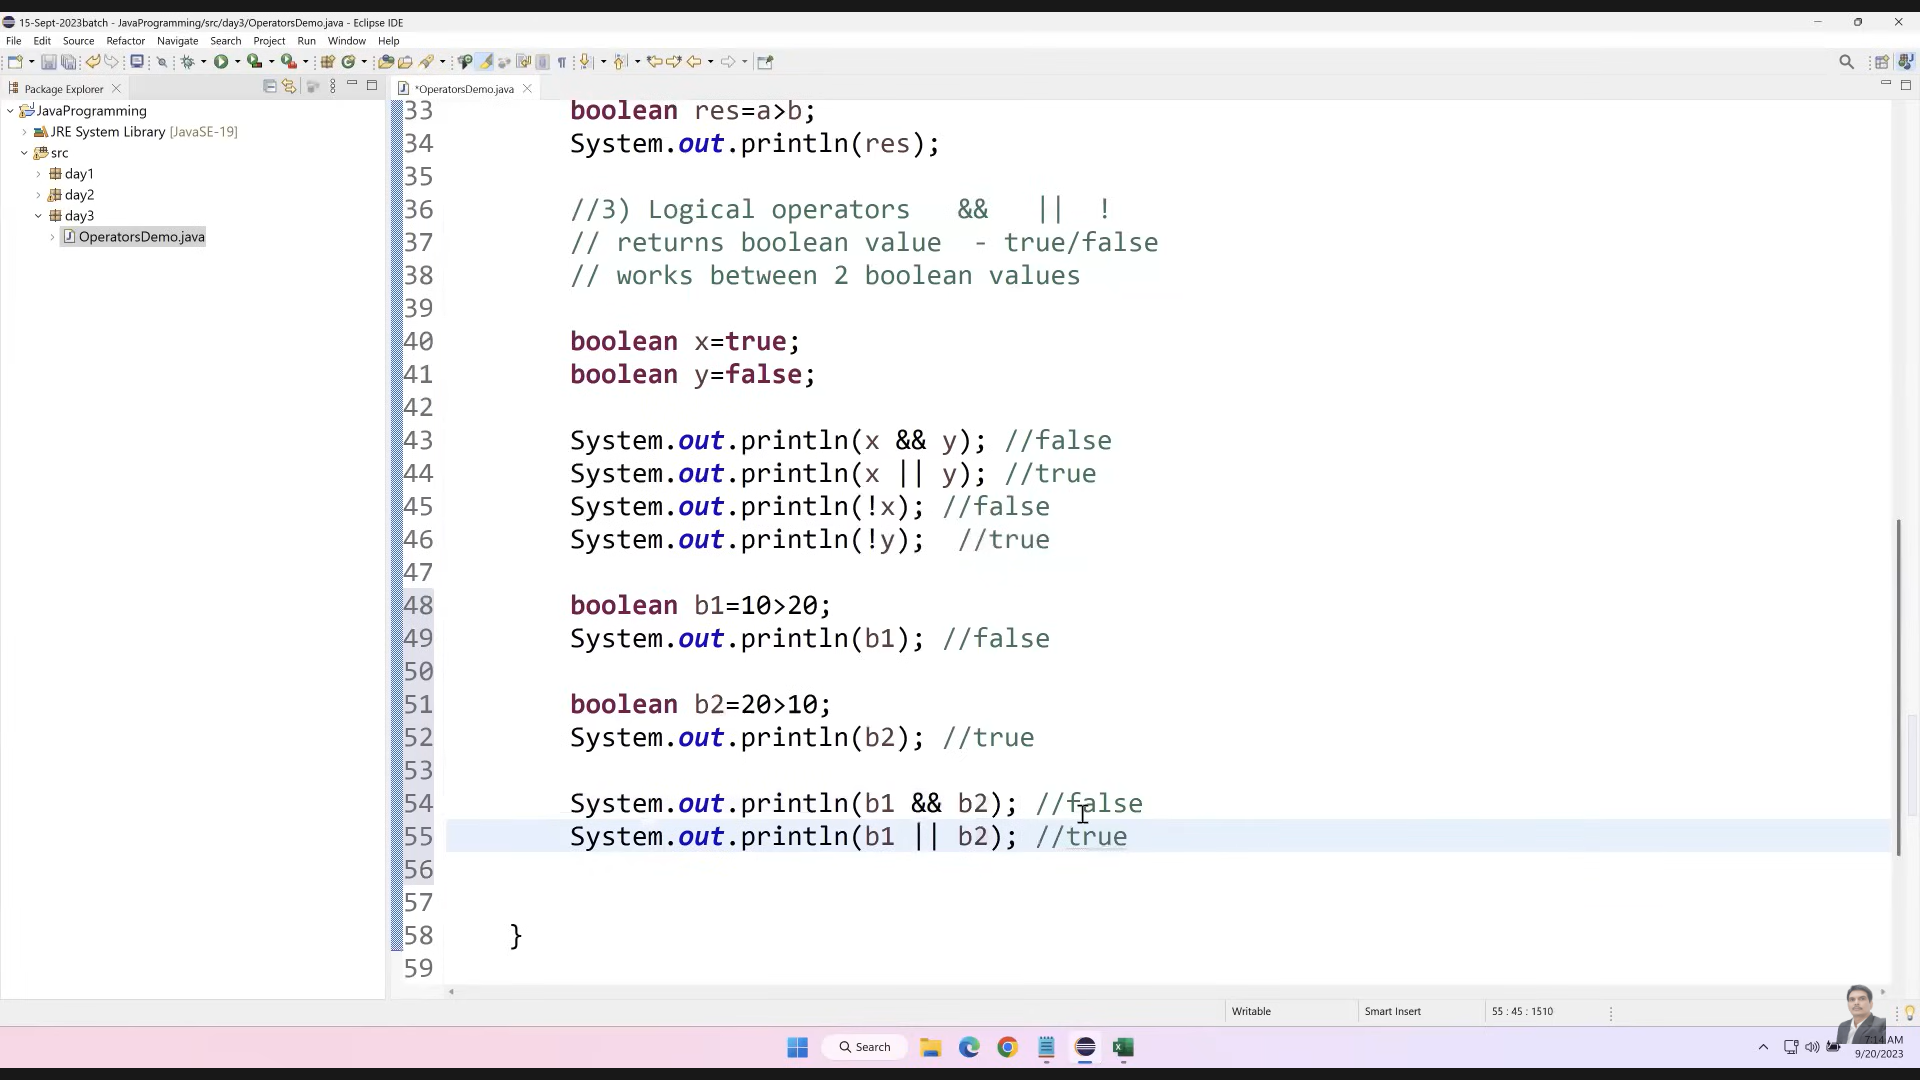 15-Sept-2023batch - JavaProgramming/src/day3/OperatorsDemo.java - Eclipse IDE
File Edit Source Refactor Navigate Search Project Run Window Help
Package Explorer
*OperatorsDemo.java
JavaProgramming
JRE System Library [JavaSE-19]
src
day1
day2
day3
OperatorsDemo.java
33 boolean res=a>b;
34 System.out.println(res);
35
36 //3) Logical operators && || !
37 // returns boolean value - true/false
38 // works between 2 boolean values
39
40 boolean x=true;
41 boolean y=false;
42
43 System.out.println(x && y); //false
44 System.out.println(x || y); //true
45 System.out.println(!x); //false
46 System.out.println(!y); //true
47
48 boolean b1=10>20;
49 System.out.println(b1); //false
50
51 boolean b2=20>10;
52 System.out.println(b2); //true
53
54 System.out.println(b1 && b2); //false
55 System.out.println(b1 || b2); //true
56
57
58 }
59
Writable Smart Insert 55 : 45 : 1510
Search
7:14 AM
9/20/2023